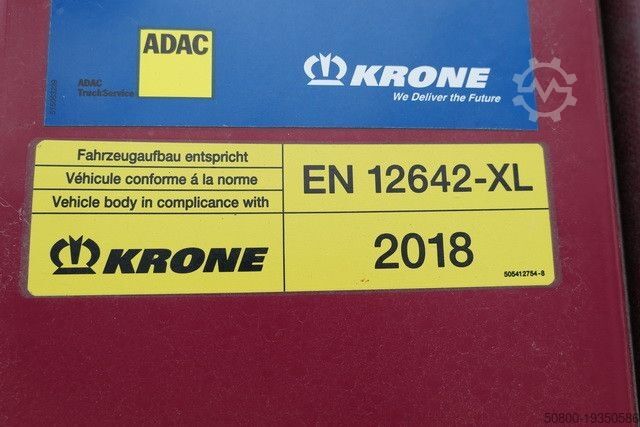 ADAC
ADAC
TruckService
KRONE
We Deliver the Future
Fahrzeugaufbau entspricht
Véhicule conforme á la norme
Vehicle body in complicance with
EN 12642-XL
KRONE
2018
505412754-8
50800-19350586